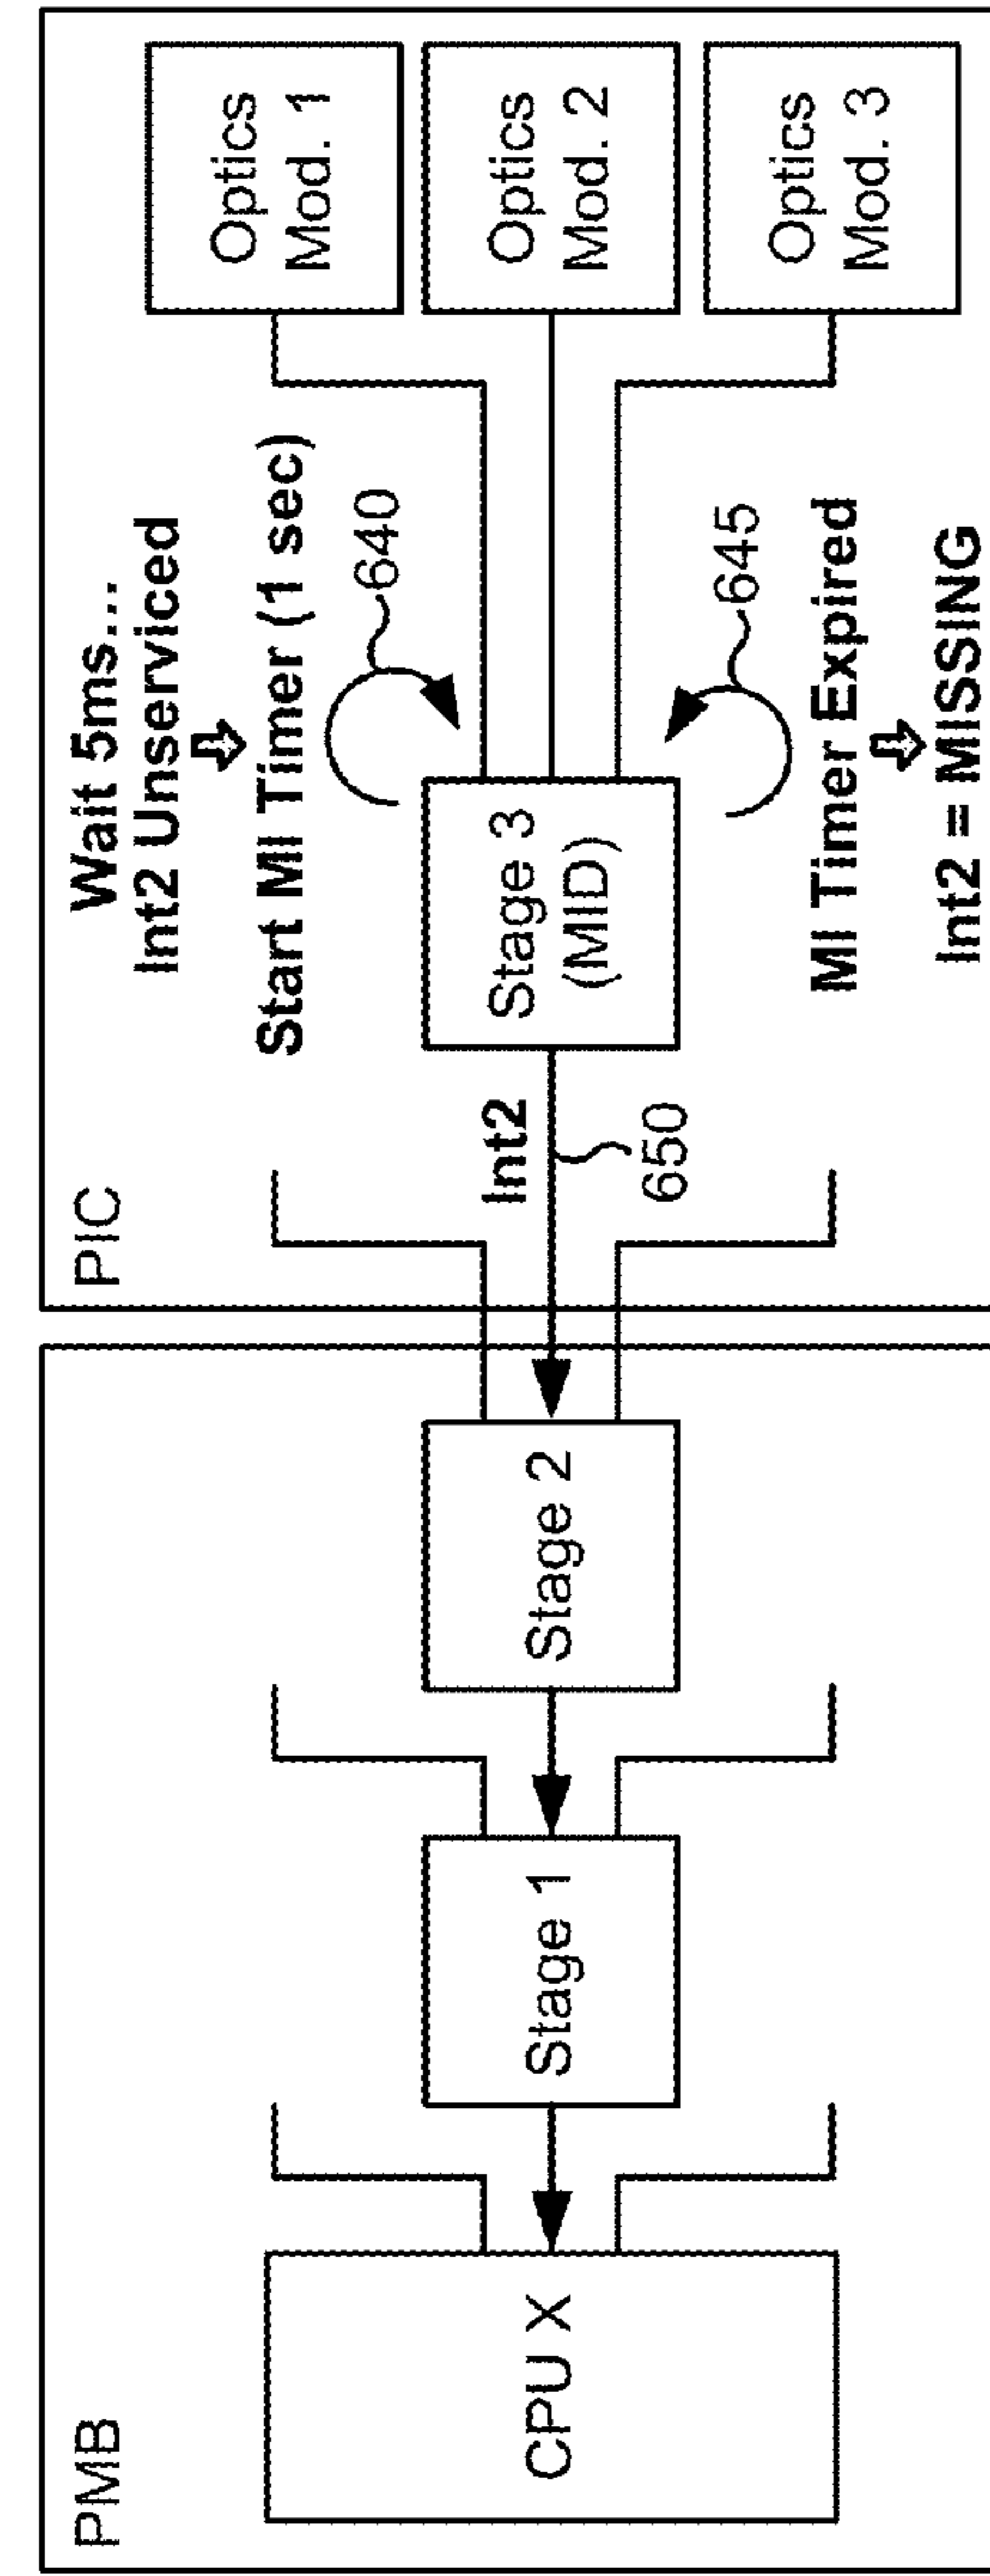 PMB
CPU X
Stage 1
Stage 2
PIC
Wait 5ms...
Int2 Unserviced
Start MI Timer (1 sec)
640
Int2
650
Stage 3
(MID)
645
MI Timer Expired
Int2 = MISSING
Optics
Mod. 1
Optics
Mod. 2
Optics
Mod. 3